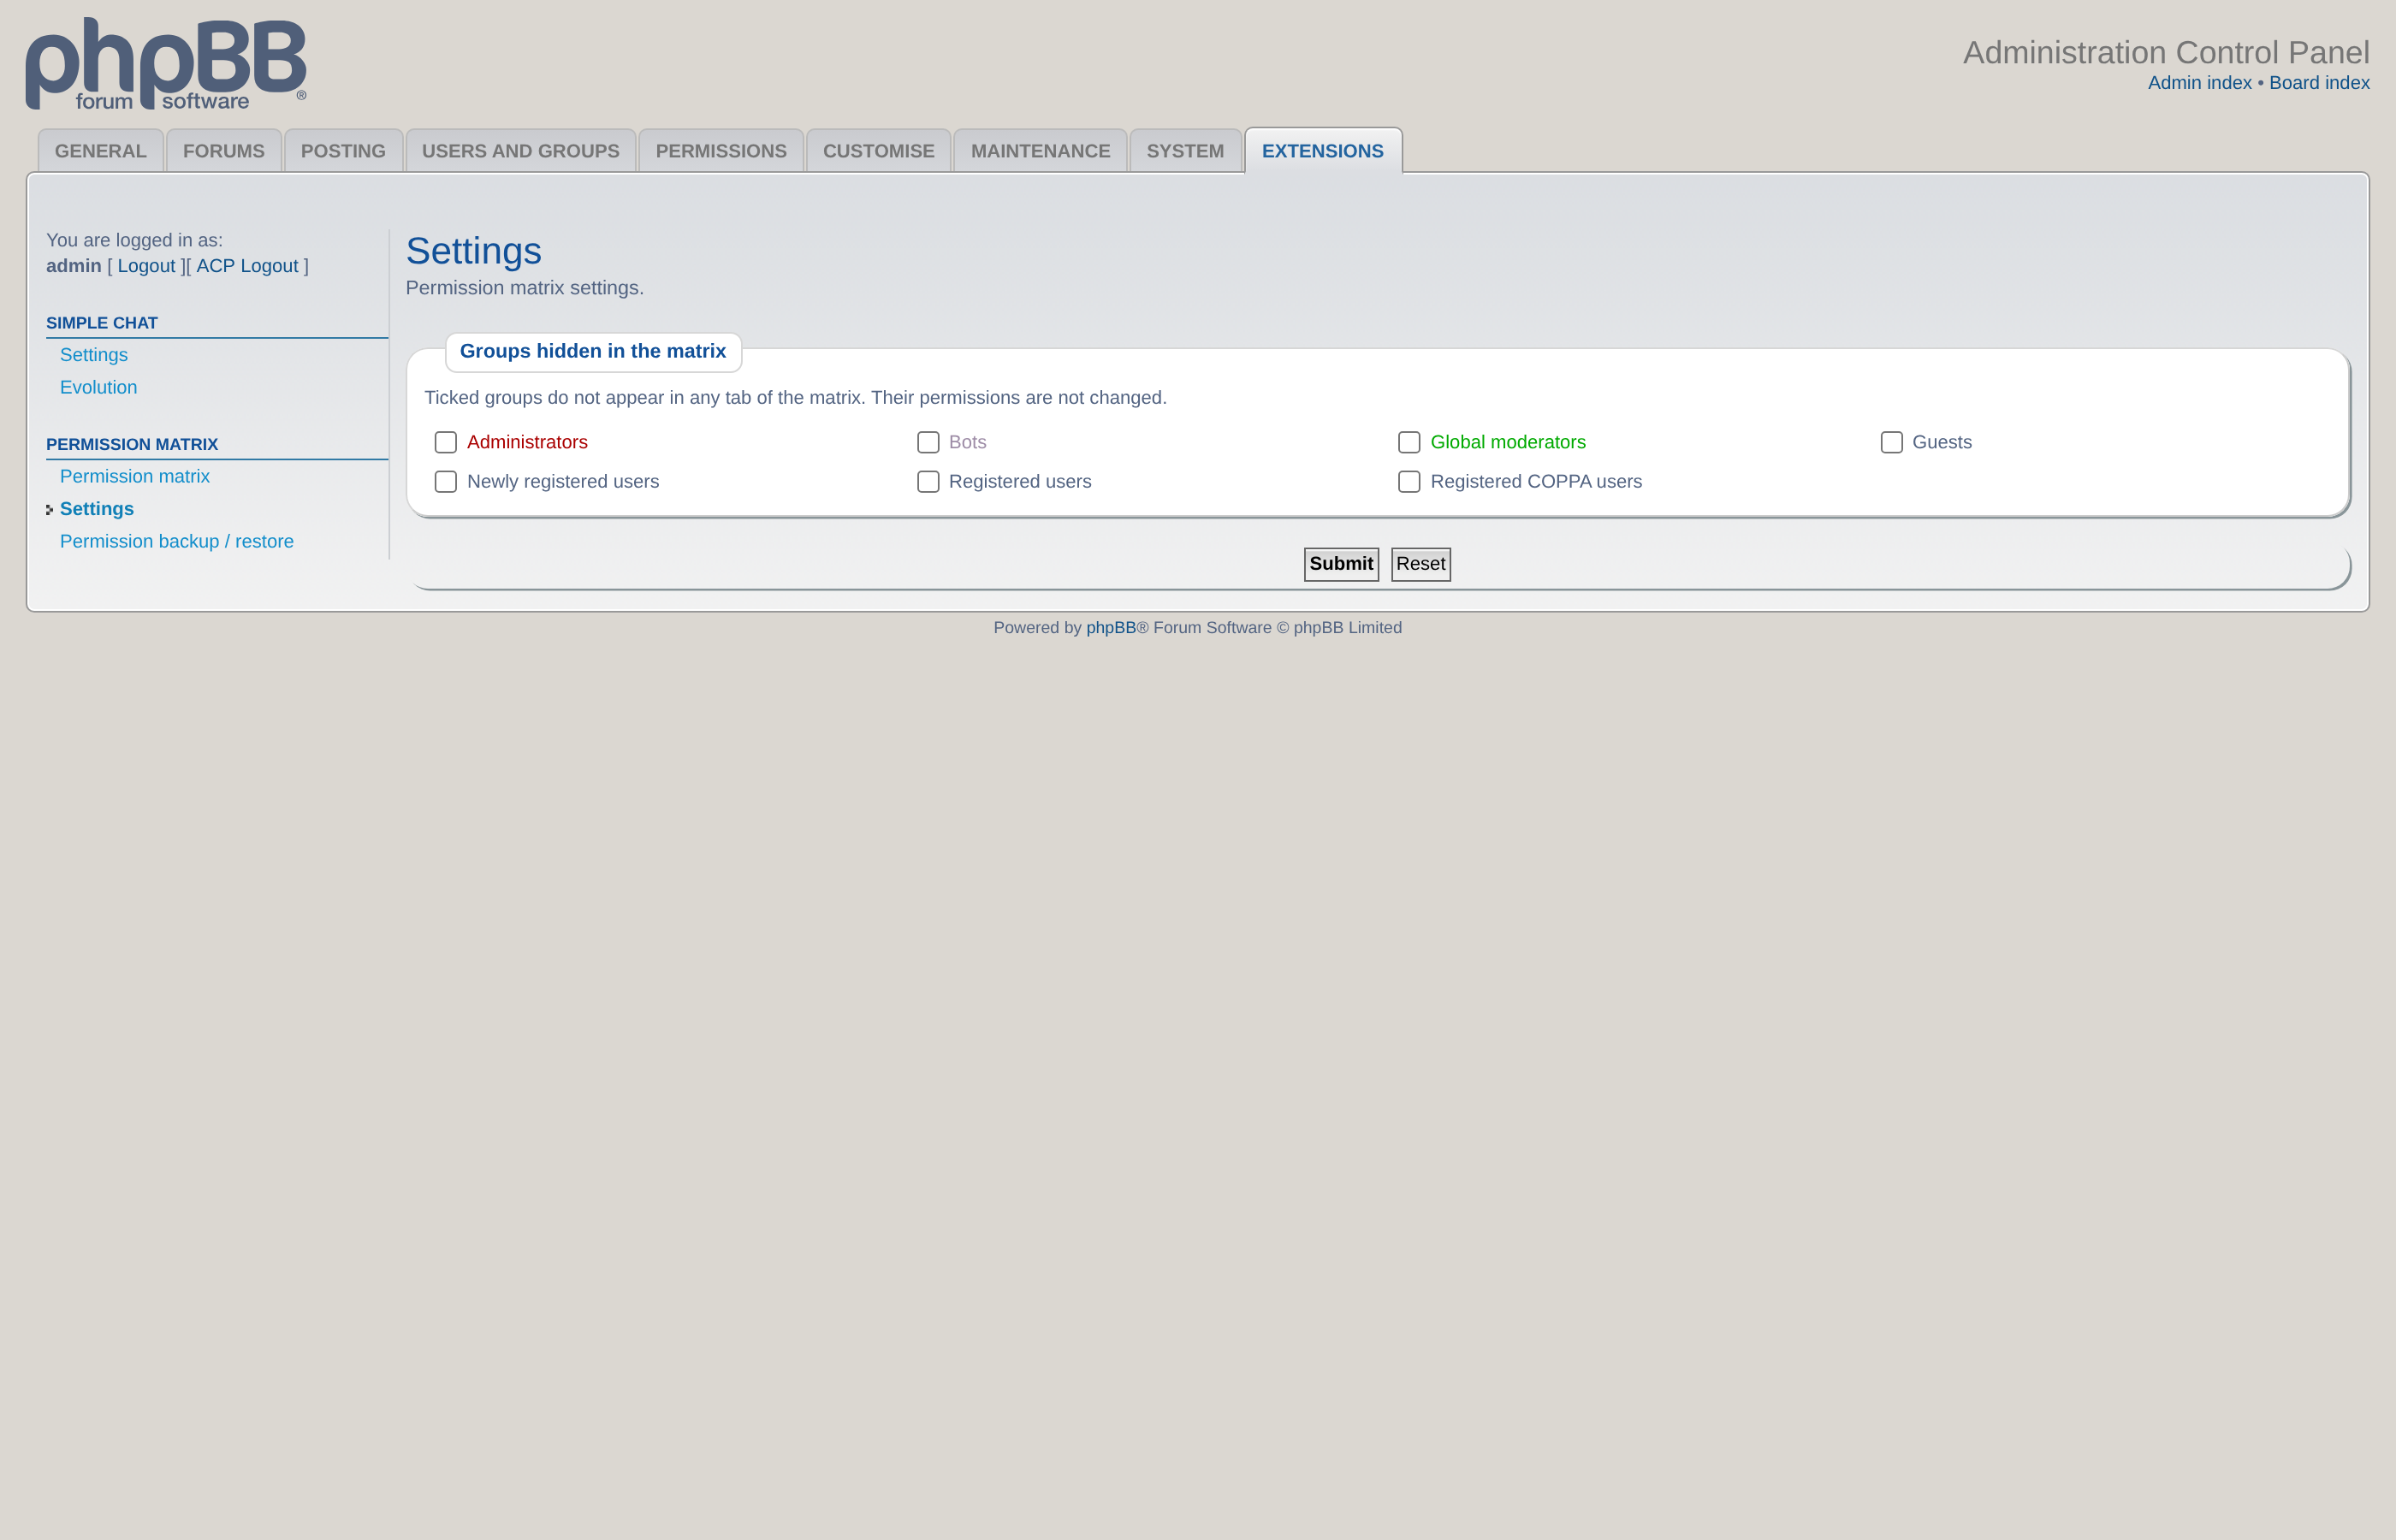 phpBB®
forum software
Administration Control Panel
Admin index • Board index
GENERAL FORUMS POSTING USERS AND GROUPS PERMISSIONS CUSTOMISE MAINTENANCE SYSTEM EXTENSIONS
You are logged in as:
admin [ Logout ][ ACP Logout ]
SIMPLE CHAT
Settings
Evolution
PERMISSION MATRIX
Permission matrix
Settings
Permission backup / restore
Settings
Permission matrix settings.
Groups hidden in the matrix
Ticked groups do not appear in any tab of the matrix. Their permissions are not changed.
Administrators Bots Global moderators Guests
Newly registered users Registered users Registered COPPA users
Submit Reset
Powered by phpBB® Forum Software © phpBB Limited